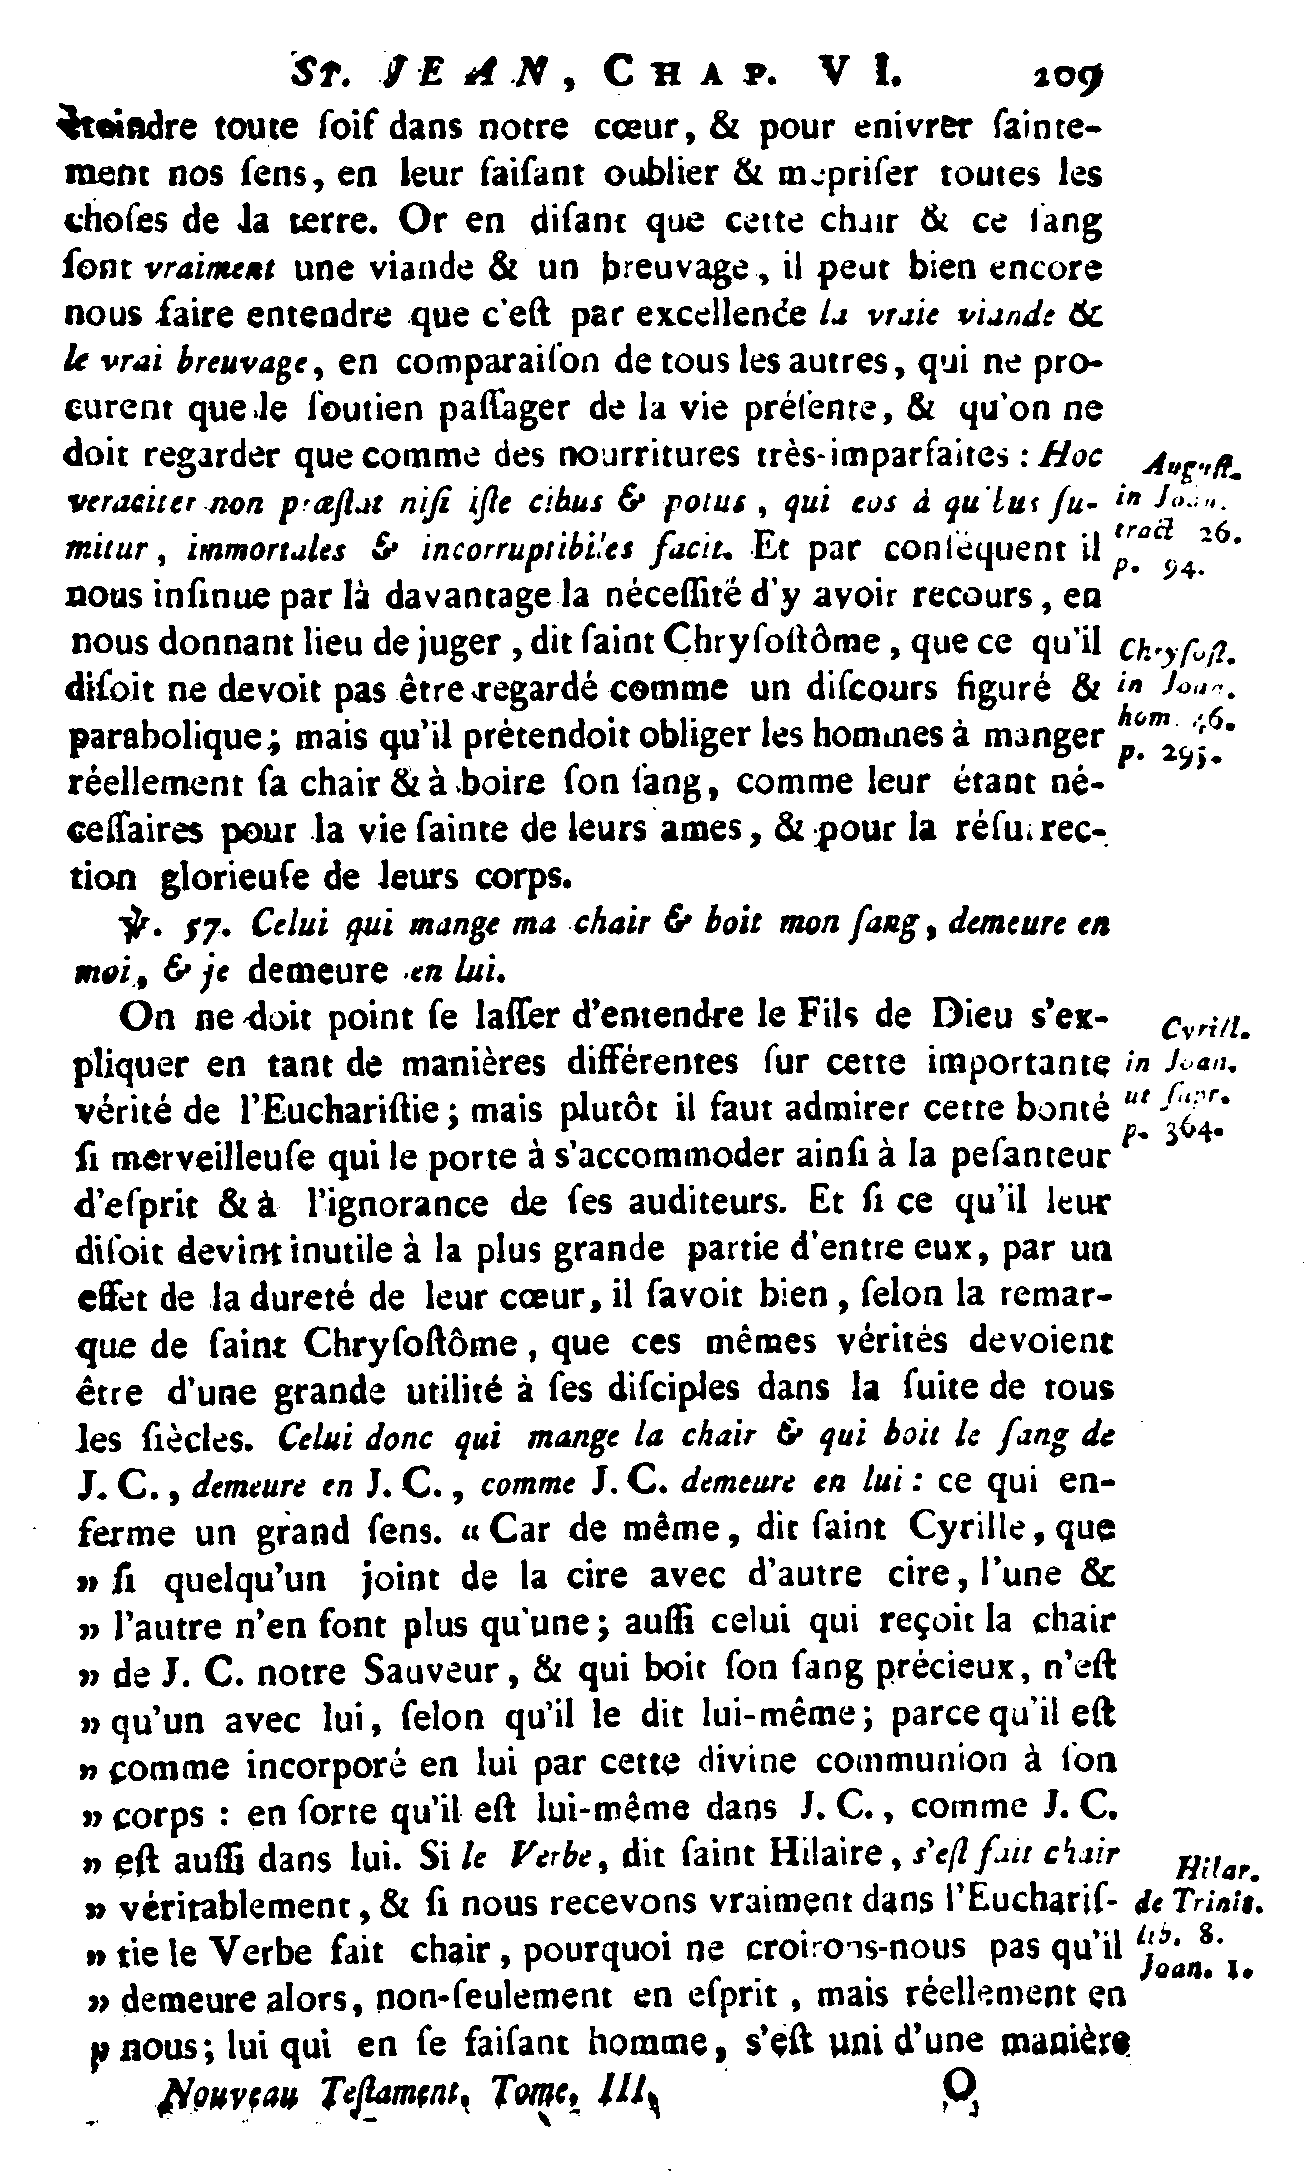 ST. JEAN, CHAP. VI. 209
éteindre toute ſoif dans notre cœur, & pour enivrer ſainte-
ment nos ſens, en leur faiſant oublier & mepriſer toutes les
choſes de la terre. Or en diſant que cette chair & ce ſang
ſont vraiment une viande & un breuvage, il peut bien encore
nous faire entendre que c'eſt par excellence la vraie viande &
le vrai breuvage, en comparaiſon de tous les autres, qui ne pro-
curent que le ſoutien paſſager de la vie préſente, & qu'on ne
doit regarder que comme des nourritures très-imparfaites : Hoc
veraciter non præſtat niſi iſte cibus & potus, qui eos à quibus ſu-
mitur, immortales & incorruptibiles facit. Et par conſéquent il
nous inſinue par là davantage la néceſſité d'y avoir recours, en
nous donnant lieu de juger, dit ſaint Chryſoſtôme, que ce qu'il
diſoit ne devoit pas être regardé comme un diſcours figuré &
parabolique; mais qu'il prétendoit obliger les hommes à manger
réellement ſa chair & à boire ſon ſang, comme leur étant né-
ceſſaires pour la vie ſainte de leurs ames, & pour la réſurrec-
tion glorieuſe de leurs corps.
℣. 57. Celui qui mange ma chair & boit mon ſang, demeure en
moi, & je demeure en lui.
On ne doit point ſe laſſer d'entendre le Fils de Dieu s'ex-
pliquer en tant de manières différentes ſur cette importante
vérité de l'Euchariſtie; mais plutôt il faut admirer cette bonté
ſi merveilleuſe qui le porte à s'accommoder ainſi à la peſanteur
d'eſprit & à l'ignorance de ſes auditeurs. Et ſi ce qu'il leur
diſoit devint inutile à la plus grande partie d'entre eux, par un
effet de la dureté de leur cœur, il ſavoit bien, ſelon la remar-
que de ſaint Chryſoſtôme, que ces mêmes vérités devoient
être d'une grande utilité à ſes diſciples dans la ſuite de tous
les ſiècles. Celui donc qui mange la chair & qui boit le ſang de
J. C., demeure en J. C., comme J. C. demeure en lui : ce qui en-
ferme un grand ſens. « Car de même, dit ſaint Cyrille, que
» ſi quelqu'un joint de la cire avec d'autre cire, l'une &
» l'autre n'en font plus qu'une; auſſi celui qui reçoit la chair
» de J. C. notre Sauveur, & qui boit ſon ſang précieux, n'eſt
» qu'un avec lui, ſelon qu'il le dit lui-même; parce qu'il eſt
» comme incorporé en lui par cette divine communion à ſon
» corps : en ſorte qu'il eſt lui-même dans J. C., comme J. C.
» eſt auſſi dans lui. Si le Verbe, dit ſaint Hilaire, s'eſt fait chair
» véritablement, & ſi nous recevons vraiment dans l'Euchariſ-
» tie le Verbe fait chair, pourquoi ne croirons-nous pas qu'il
» demeure alors, non-ſeulement en eſprit, mais réellement en
» nous; lui qui en ſe faiſant homme, s'eſt uni d'une manière
Nouveau Teſtament, Tome. III. Q
Auguſt.
in Joan.
tract 26.
p. 94.
Chryſoſt.
in Joan.
hom. 46.
p. 295.
Cyrill.
in Joan.
ut ſupr.
p. 364.
Hilar.
de Trinit.
lib. 8.
Joan. 1.